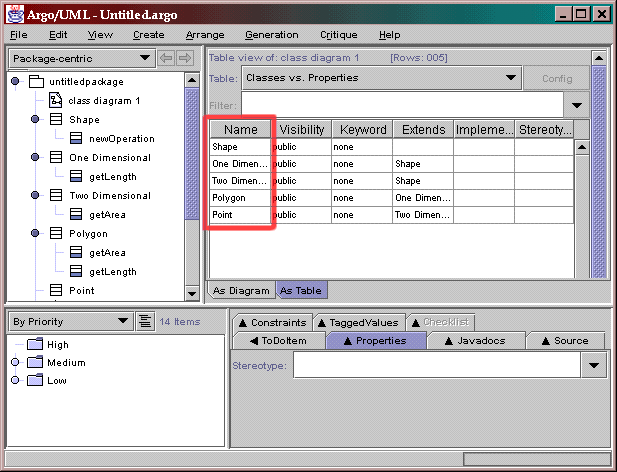 Argo/UML - Untitled.argo
File Edit View Create Arrange Generation Critique Help
Package-centric
untitledpackage
class diagram 1
Shape
newOperation
One Dimensional
getLength
Two Dimensional
getArea
Polygon
getArea
getLength
Point
Table view of: class diagram 1 [Rows: 005]
Table: Classes vs. Properties Config
Filter:
Name Visibility Keyword Extends Impleme... Stereoty...
Shape public none
One Dimen... public none Shape
Two Dimen... public none Shape
Polygon public none One Dimen...
Point public none Two Dimen...
As Diagram As Table
By Priority 14 Items
High
Medium
Low
Constraints TaggedValues Checklist
ToDoItem Properties Javadocs Source
Stereotype: